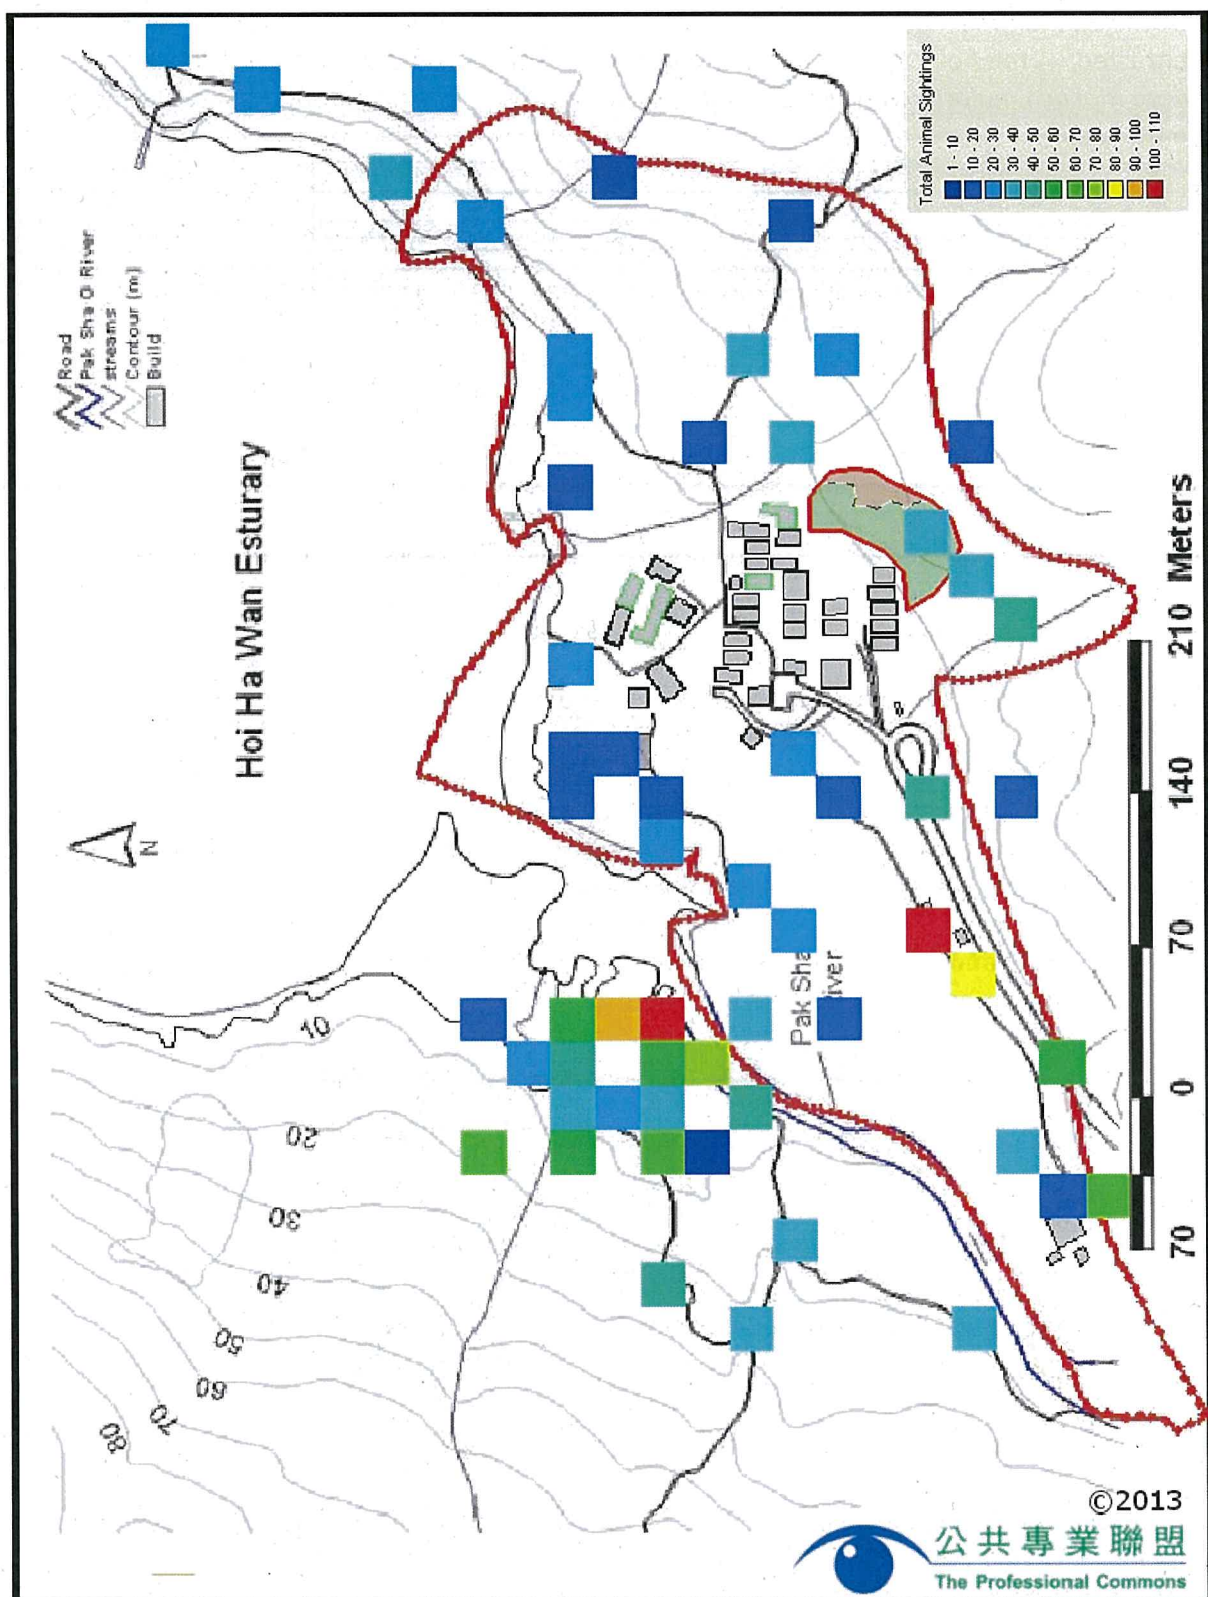 Road
Pak Sha O River
streams
Contour (m)
Build
Hoi Ha Wan Esturary
N
Total Animal Sightings
1 - 10
10 - 20
20 - 30
30 - 40
40 - 50
50 - 60
60 - 70
70 - 80
80 - 90
90 - 100
100 - 110
Pak Sha
iver
10
20
30
40
50
60
70
80
70 0 70 140 210 Meters
©2013
公共專業聯盟
The Professional Commons